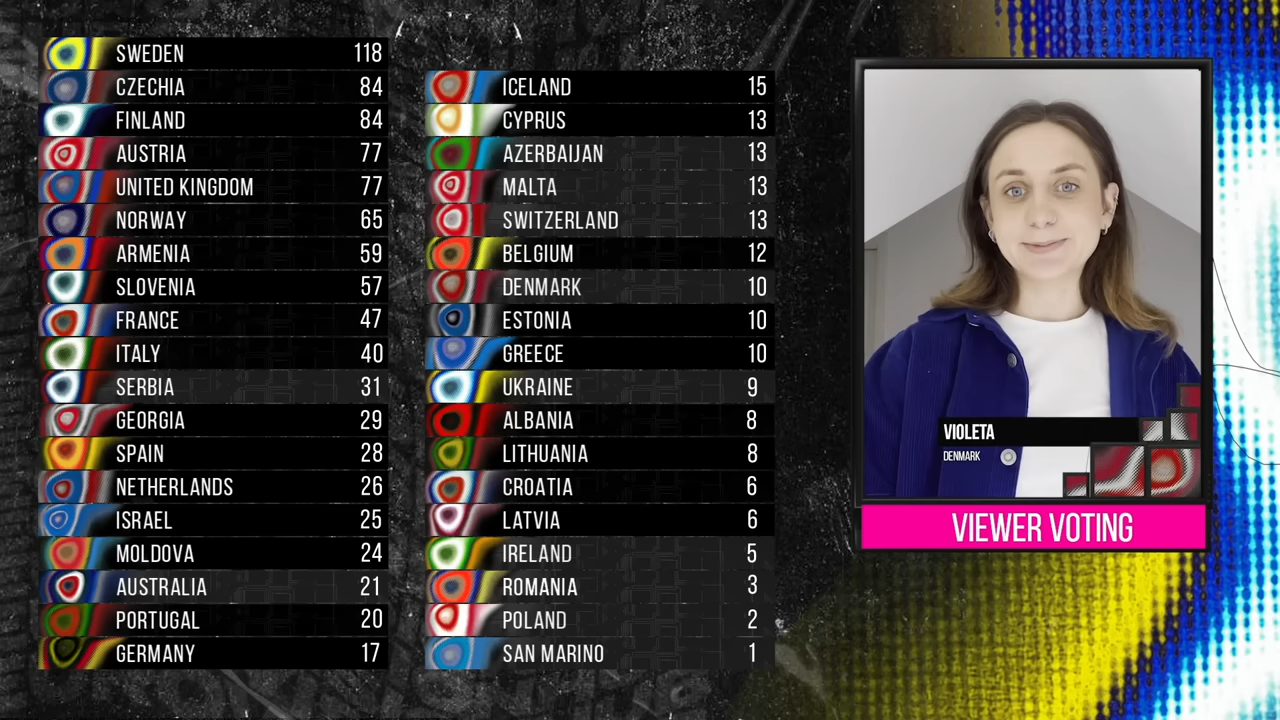 SWEDEN 118
CZECHIA 84
FINLAND 84
AUSTRIA 77
UNITED KINGDOM 77
NORWAY 65
ARMENIA 59
SLOVENIA 57
FRANCE 47
ITALY 40
SERBIA 31
GEORGIA 29
SPAIN 28
NETHERLANDS 26
ISRAEL 25
MOLDOVA 24
AUSTRALIA 21
PORTUGAL 20
GERMANY 17
ICELAND 15
CYPRUS 13
AZERBAIJAN 13
MALTA 13
SWITZERLAND 13
BELGIUM 12
DENMARK 10
ESTONIA 10
GREECE 10
UKRAINE 9
ALBANIA 8
LITHUANIA 8
CROATIA 6
LATVIA 6
IRELAND 5
ROMANIA 3
POLAND 2
SAN MARINO 1
VIOLETA
DENMARK
VIEWER VOTING